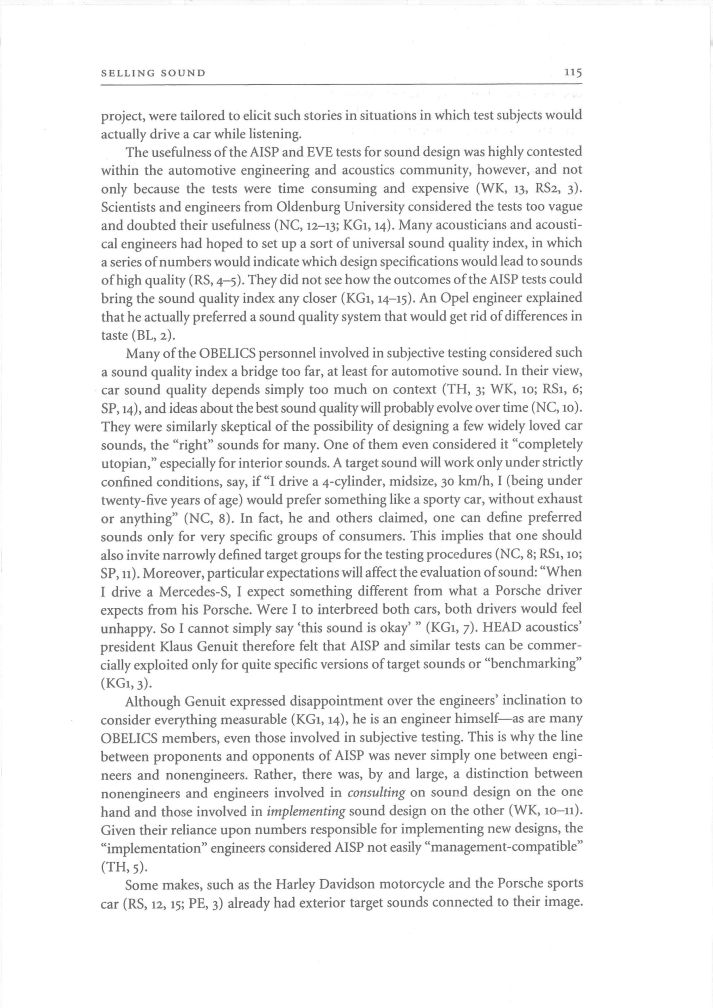 SELLING SOUND 115
project, were tailored to elicit such stories in situations in which test subjects would
actually drive a car while listening.
The usefulness of the AISP and EVE tests for sound design was highly contested
within the automotive engineering and acoustics community, however, and not
only because the tests were time consuming and expensive (WK, 13, RS2, 3).
Scientists and engineers from Oldenburg University considered the tests too vague
and doubted their usefulness (NC, 12–13; KG1, 14). Many acousticians and acousti-
cal engineers had hoped to set up a sort of universal sound quality index, in which
a series of numbers would indicate which design specifications would lead to sounds
of high quality (RS, 4–5). They did not see how the outcomes of the AISP tests could
bring the sound quality index any closer (KG1, 14–15). An Opel engineer explained
that he actually preferred a sound quality system that would get rid of differences in
taste (BL, 2).
Many of the OBELICS personnel involved in subjective testing considered such
a sound quality index a bridge too far, at least for automotive sound. In their view,
car sound quality depends simply too much on context (TH, 3; WK, 10; RS1, 6;
SP, 14), and ideas about the best sound quality will probably evolve over time (NC, 10).
They were similarly skeptical of the possibility of designing a few widely loved car
sounds, the “right” sounds for many. One of them even considered it “completely
utopian,” especially for interior sounds. A target sound will work only under strictly
confined conditions, say, if “I drive a 4-cylinder, midsize, 30 km/h, I (being under
twenty-five years of age) would prefer something like a sporty car, without exhaust
or anything” (NC, 8). In fact, he and others claimed, one can define preferred
sounds only for very specific groups of consumers. This implies that one should
also invite narrowly defined target groups for the testing procedures (NC, 8; RS1, 10;
SP, 11). Moreover, particular expectations will affect the evaluation of sound: “When
I drive a Mercedes-S, I expect something different from what a Porsche driver
expects from his Porsche. Were I to interbreed both cars, both drivers would feel
unhappy. So I cannot simply say ‘this sound is okay’ ” (KG1, 7). HEAD acoustics’
president Klaus Genuit therefore felt that AISP and similar tests can be commer-
cially exploited only for quite specific versions of target sounds or “benchmarking”
(KG1, 3).
Although Genuit expressed disappointment over the engineers’ inclination to
consider everything measurable (KG1, 14), he is an engineer himself—as are many
OBELICS members, even those involved in subjective testing. This is why the line
between proponents and opponents of AISP was never simply one between engi-
neers and nonengineers. Rather, there was, by and large, a distinction between
nonengineers and engineers involved in consulting on sound design on the one
hand and those involved in implementing sound design on the other (WK, 10–11).
Given their reliance upon numbers responsible for implementing new designs, the
“implementation” engineers considered AISP not easily “management-compatible”
(TH, 5).
Some makes, such as the Harley Davidson motorcycle and the Porsche sports
car (RS, 12, 15; PE, 3) already had exterior target sounds connected to their image.